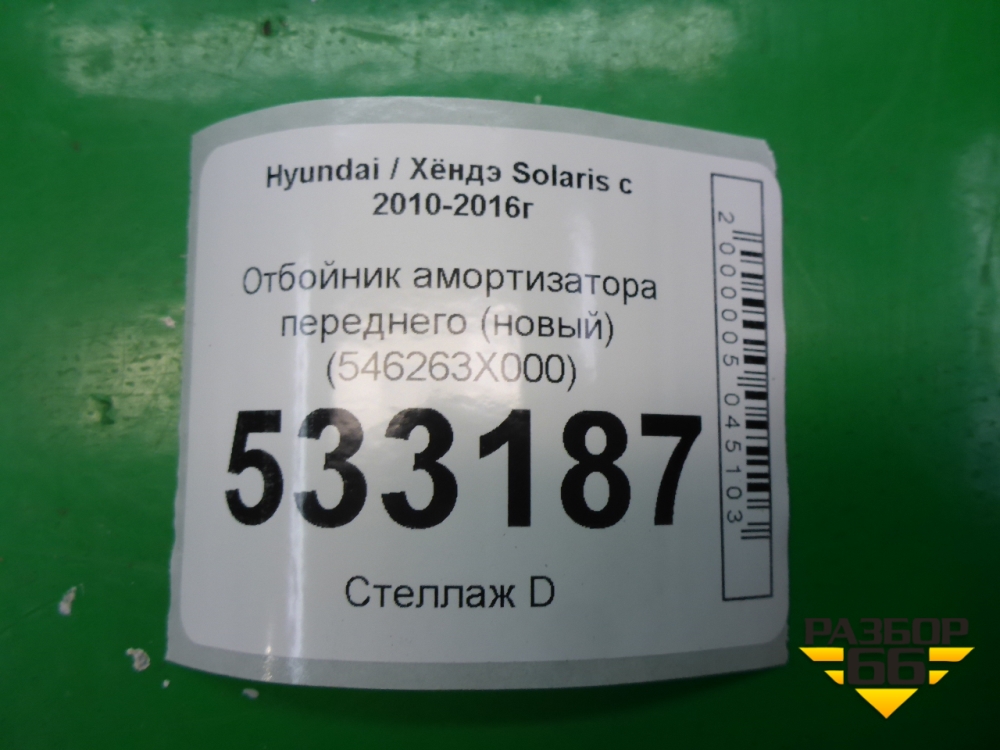 Hyundai / Хёндэ Solaris с
2010-2016г
Отбойник амортизатора
переднего (новый)
(546263X000)
533187
Стеллаж D
2000005045103
РАЗБОР
66